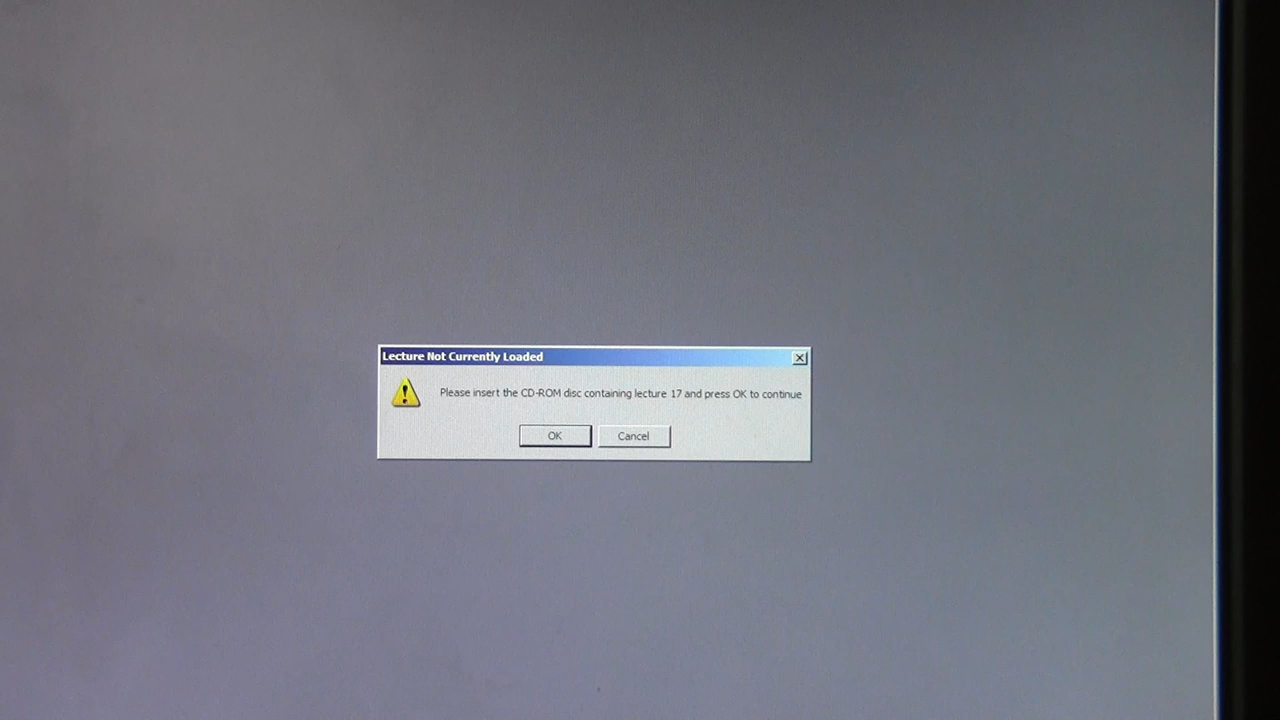 Lecture Not Currently Loaded
Please insert the CD-ROM disc containing lecture 17 and press OK to continue
OK
Cancel